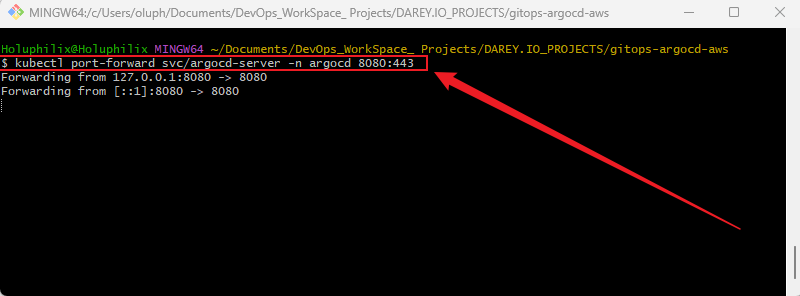 MINGW64:/c/Users/oluph/Documents/DevOps_WorkSpace_ Projects/DAREY.IO_PROJECTS/gitops-argocd-aws
Holuphilix@Holuphilix MINGW64 ~/Documents/DevOps_WorkSpace_ Projects/DAREY.IO_PROJECTS/gitops-argocd-aws
$ kubectl port-forward svc/argocd-server -n argocd 8080:443
Forwarding from 127.0.0.1:8080 -> 8080
Forwarding from [::1]:8080 -> 8080